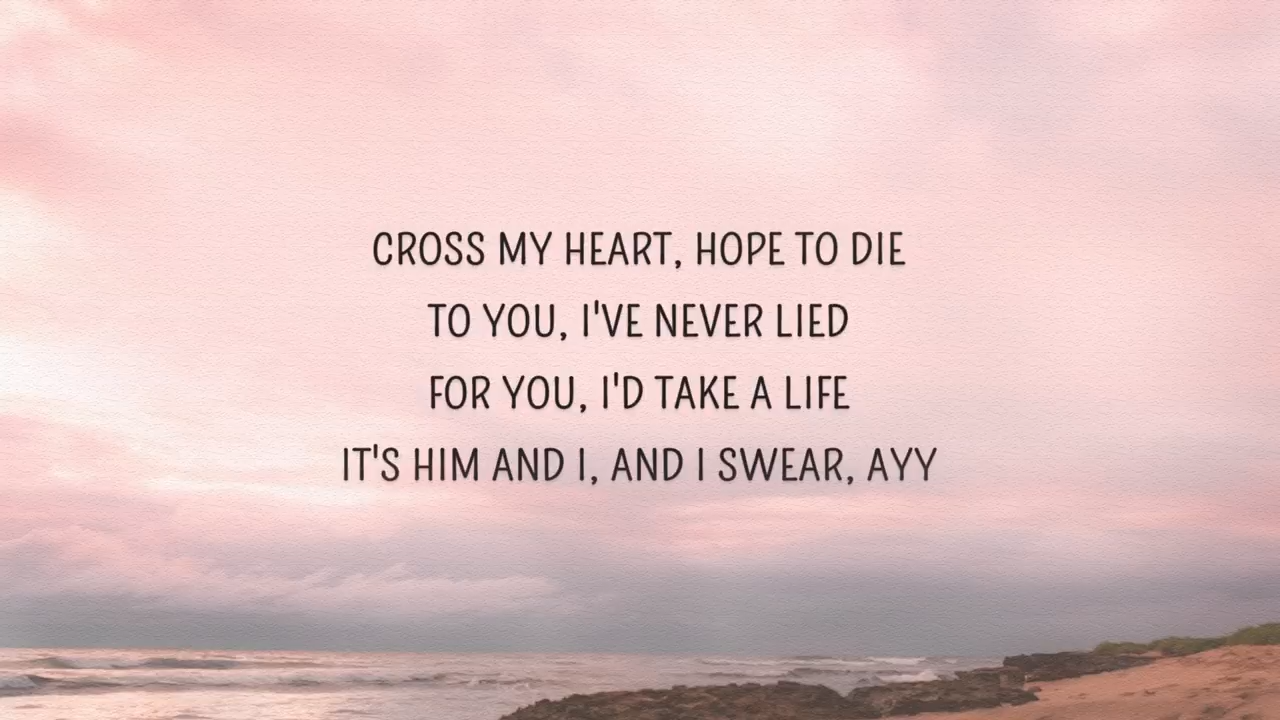 CROSS MY HEART, HOPE TO DIE
TO YOU, I'VE NEVER LIED
FOR YOU, I'D TAKE A LIFE
IT'S HIM AND I, AND I SWEAR, AYY